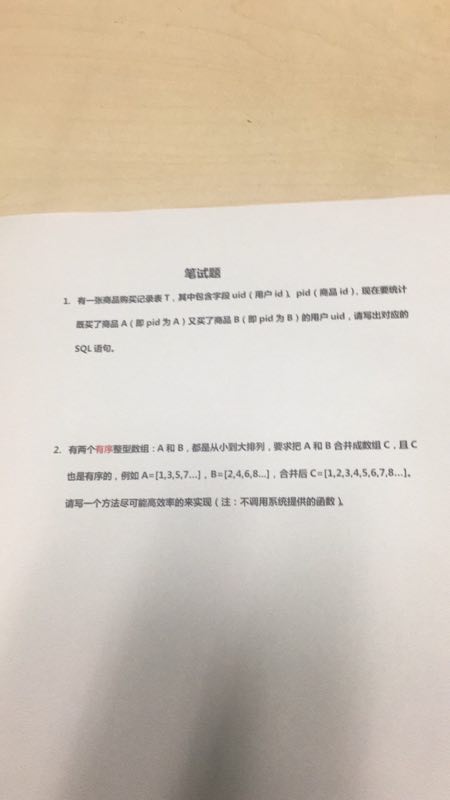 笔试题
1. 有一张商品购买记录表 T，其中包含字段 uid（用户 id）、pid（商品 id），现在要统计
既买了商品 A（即 pid 为 A）又买了商品 B（即 pid 为 B）的用户 uid，请写出对应的
SQL 语句。
2. 有两个有序整型数组：A 和 B，都是从小到大排列，要求把 A 和 B 合并成数组 C，且 C
也是有序的，例如 A=[1,3,5,7...]，B=[2,4,6,8...]，合并后 C=[1,2,3,4,5,6,7,8...]。
请写一个方法尽可能高效率的来实现（注：不调用系统提供的函数）。